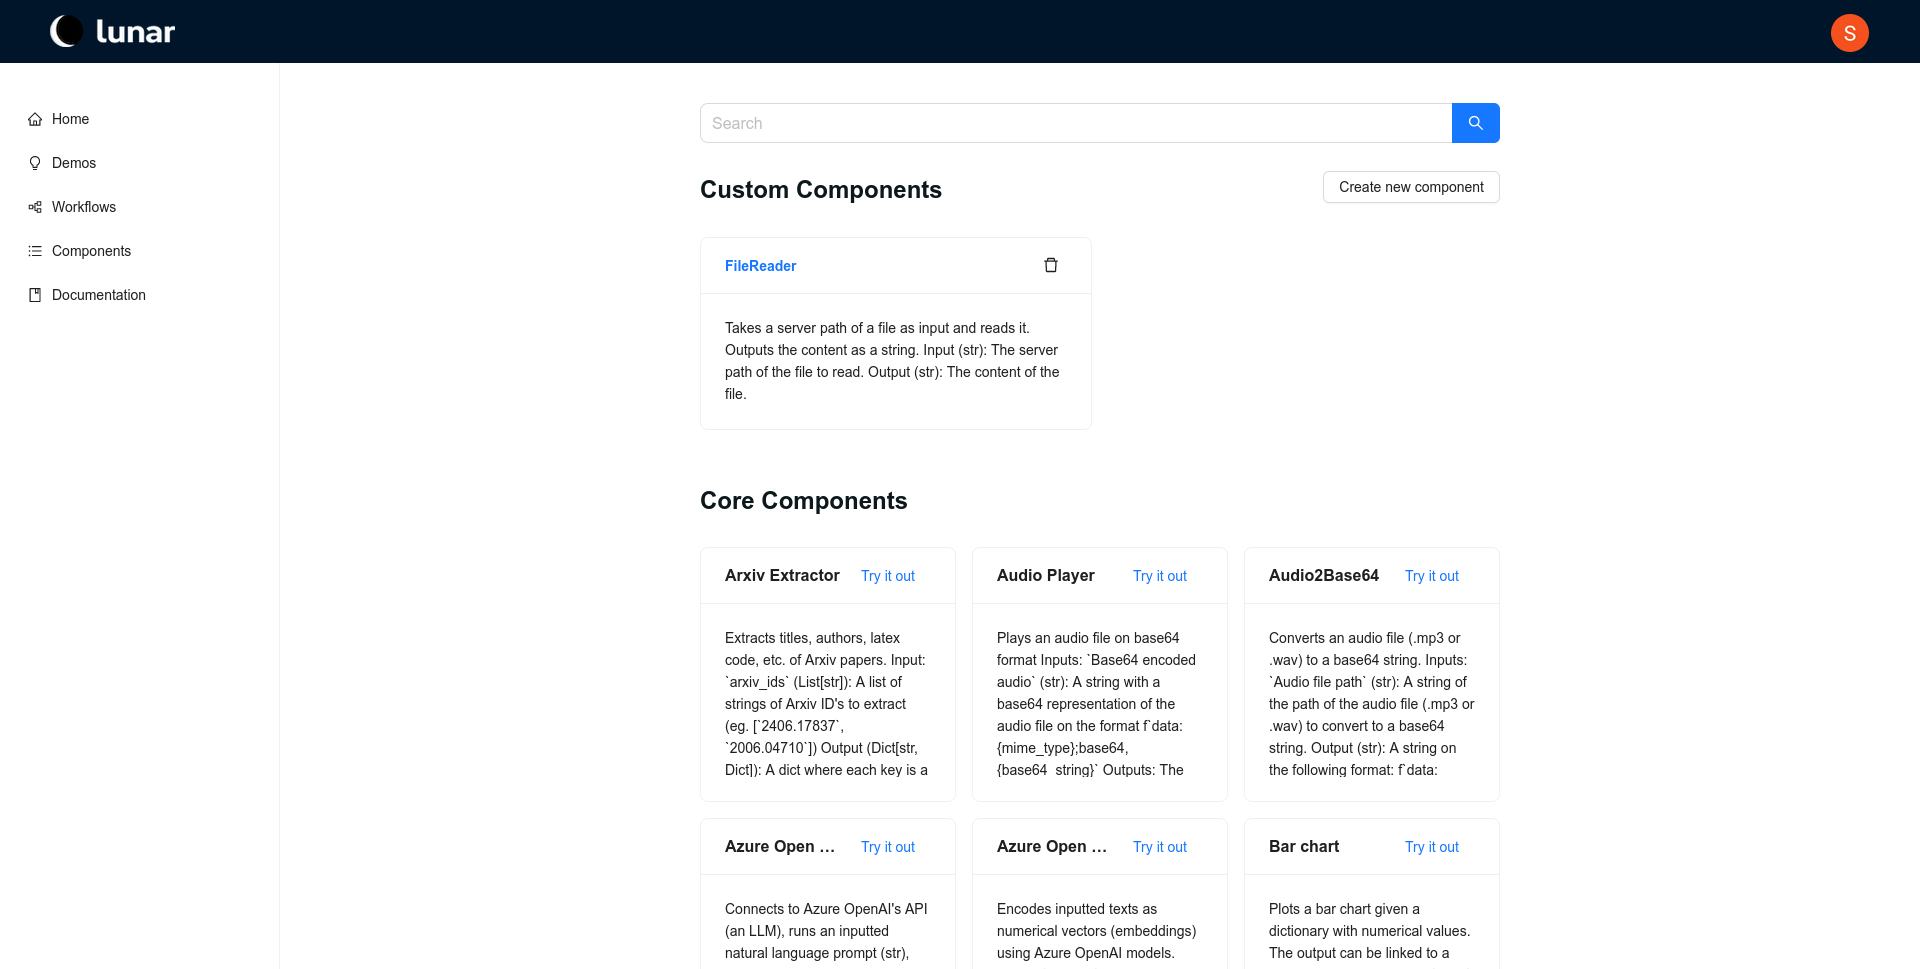 lunar
S
Home
Demos
Workflows
Components
Documentation
Search
Custom Components
Create new component
FileReader
Takes a server path of a file as input and reads it.
Outputs the content as a string. Input (str): The server
path of the file to read. Output (str): The content of the
file.
Core Components
Arxiv Extractor
Try it out
Extracts titles, authors, latex
code, etc. of Arxiv papers. Input:
`arxiv_ids` (List[str]): A list of
strings of Arxiv ID's to extract
(eg. [`2406.17837`,
`2006.04710`]) Output (Dict[str,
Dict]): A dict where each key is a
Audio Player
Try it out
Plays an audio file on base64
format Inputs: `Base64 encoded
audio` (str): A string with a
base64 representation of the
audio file on the format f`data:
{mime_type};base64,
{base64_string}` Outputs: The
Audio2Base64
Try it out
Converts an audio file (.mp3 or
.wav) to a base64 string. Inputs:
`Audio file path` (str): A string of
the path of the audio file (.mp3 or
.wav) to convert to a base64
string. Output (str): A string on
the following format: f`data:
Azure Open ...
Try it out
Connects to Azure OpenAI's API
(an LLM), runs an inputted
natural language prompt (str),
Azure Open ...
Try it out
Encodes inputted texts as
numerical vectors (embeddings)
using Azure OpenAI models.
Bar chart
Try it out
Plots a bar chart given a
dictionary with numerical values.
The output can be linked to a